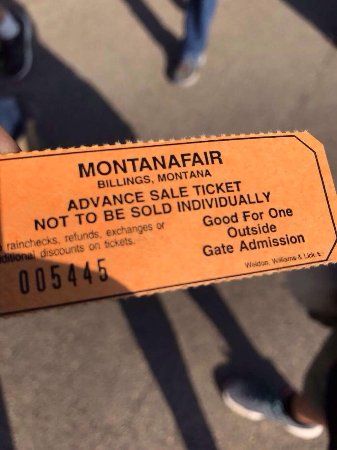 MONTANAFAIR
BILLINGS, MONTANA
ADVANCE SALE TICKET
NOT TO BE SOLD INDIVIDUALLY
rainchecks, refunds, exchanges or
discounts on tickets.
Good For One
Outside
Gate Admission
005445
Weldon, Williams & Lick